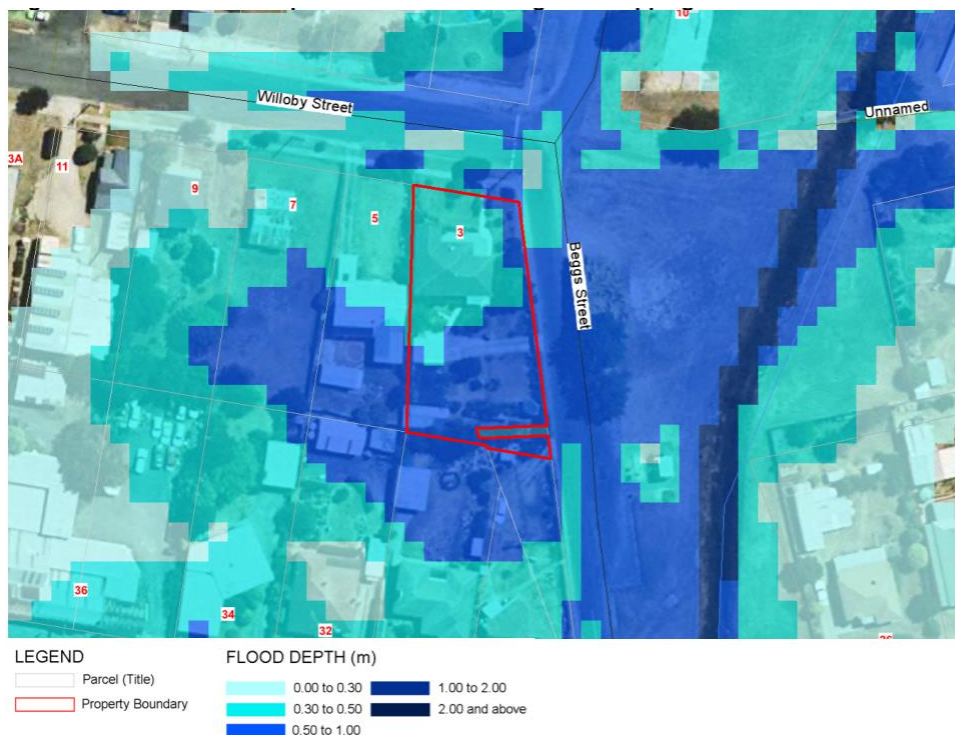 10
Willoby Street
Unnamed
3A
11
9
7
5
3
Beggs Street
36
34
32
LEGEND
Parcel (Title)
Property Boundary
FLOOD DEPTH (m)
0.00 to 0.30
0.30 to 0.50
0.50 to 1.00
1.00 to 2.00
2.00 and above